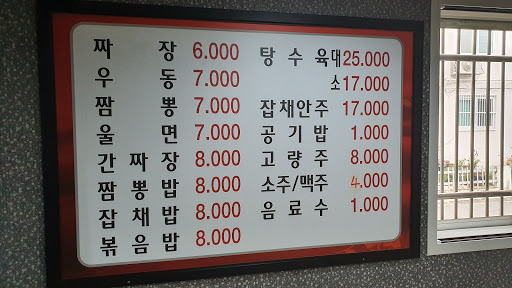 짜 장 6.000
우 동 7.000
짬 뽕 7.000
울 면 7.000
간 짜 장 8.000
짬 뽕 밥 8.000
잡 채 밥 8.000
볶 음 밥 8.000
탕 수 육 대 25.000
소 17.000
잡채안주 17.000
공 기 밥 1.000
고 량 주 8.000
소주/맥주 4.000
음 료 수 1.000